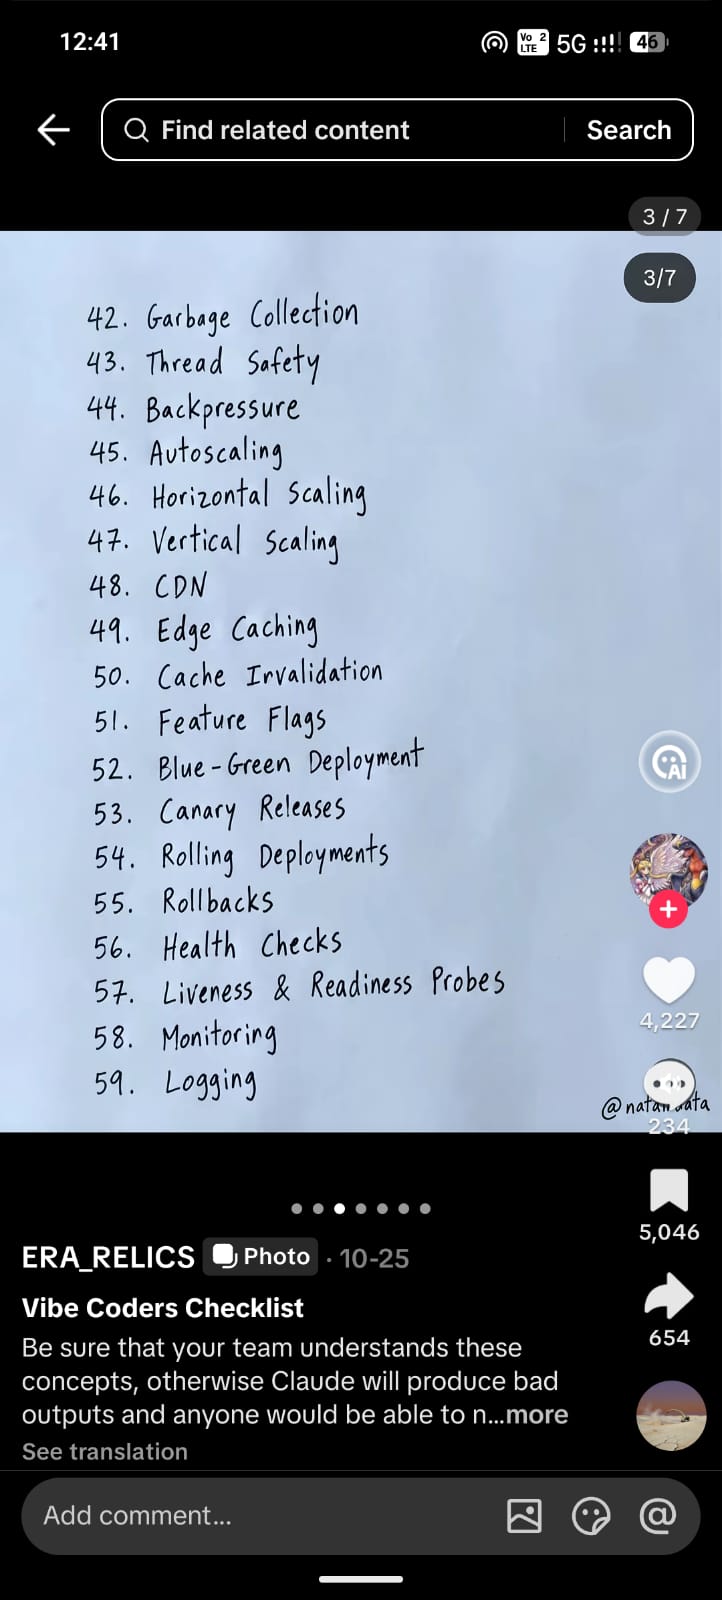 12:41
Vo 2
LTE
5G
46
Find related content
Search
3 / 7
3/7
42. Garbage Collection
43. Thread Safety
44. Backpressure
45. Autoscaling
46. Horizontal Scaling
47. Vertical Scaling
48. CDN
49. Edge Caching
50. Cache Invalidation
51. Feature Flags
52. Blue-Green Deployment
53. Canary Releases
54. Rolling Deployments
55. Rollbacks
56. Health Checks
57. Liveness & Readiness Probes
58. Monitoring
59. Logging
AI
4,227
234
5,046
654
ERA_RELICS
Photo
· 10-25
Vibe Coders Checklist
Be sure that your team understands these
concepts, otherwise Claude will produce bad
outputs and anyone would be able to n...more
See translation
Add comment...